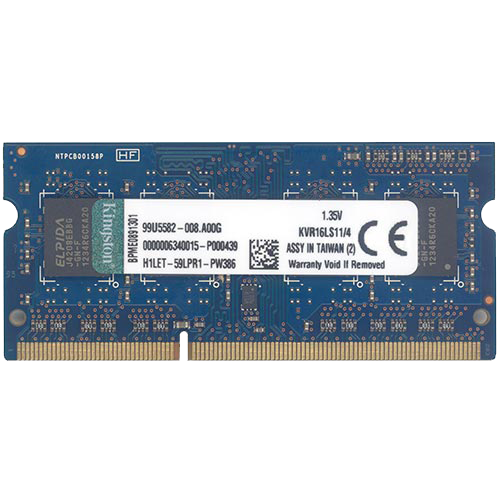 NTPCB00158P HF
ELPIDA
Kingston
BPME0891301
99U5582-008.A00G
0000006340015-P000439
H1LET-59LPR1-PW386
1.35V
KVR16LS11/4
ASSY IN TAIWAN (2)
Warranty Void If Removed
CE